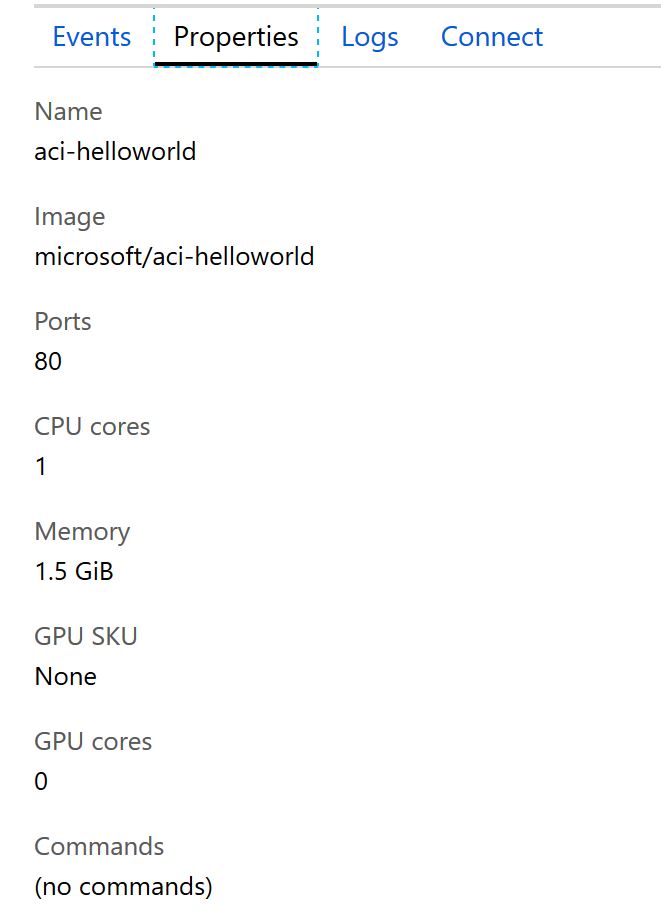 Events Properties Logs Connect
Name
aci-helloworld
Image
microsoft/aci-helloworld
Ports
80
CPU cores
1
Memory
1.5 GiB
GPU SKU
None
GPU cores
0
Commands
(no commands)